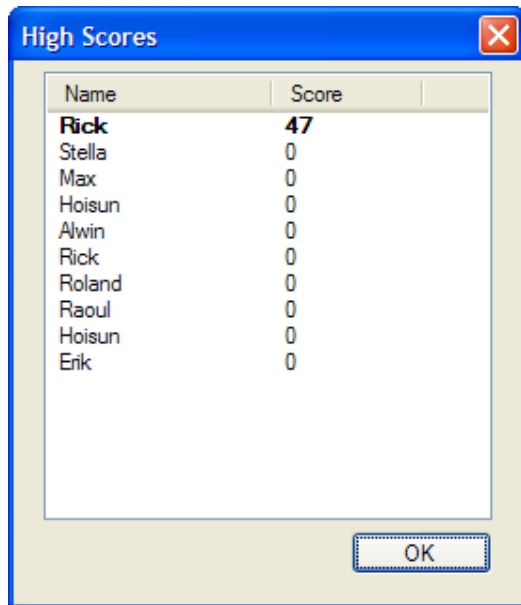 High Scores
Name Score
Rick 47
Stella 0
Max 0
Hoisun 0
Alwin 0
Rick 0
Roland 0
Raoul 0
Hoisun 0
Erik 0
OK